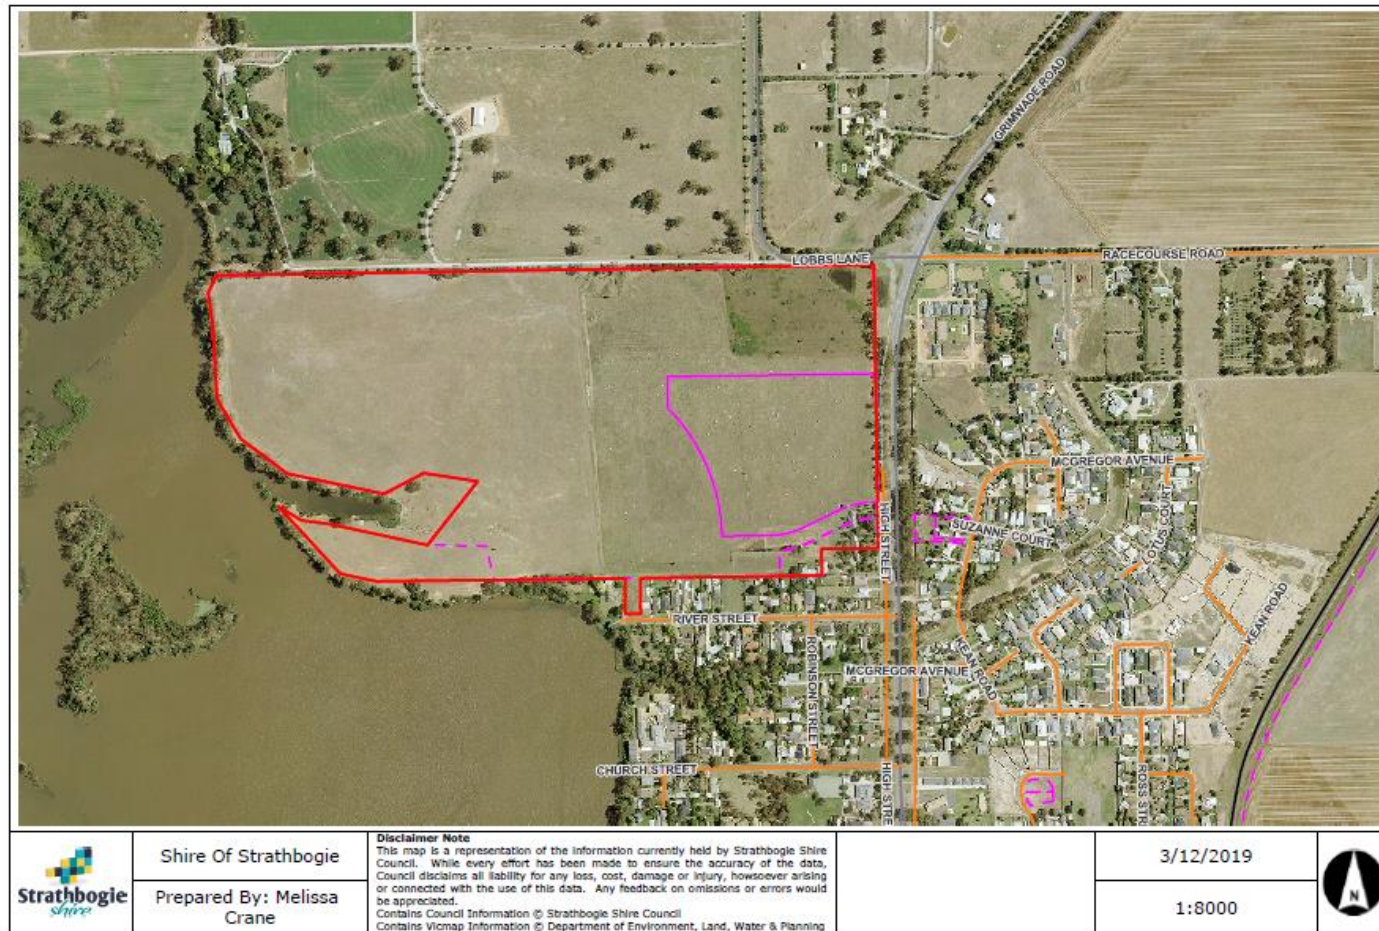 GRIMWADE ROAD
LOBBS LANE
RACECOURSE ROAD
MCGREGOR AVENUE
HIGH STREET
SUZANNE COURT
LOTUS COURT
RIVER STREET
KEAN ROAD
ROBINSON STREET
MCGREGOR AVENUE
KEAN ROAD
CHURCH STREET
HIGH STRE
ROSS STR
Strathbogie
shire
Shire Of Strathbogie
Prepared By: Melissa
Crane
Disclaimer Note
This map is a representation of the information currently held by Strathbogie Shire
Council. While every effort has been made to ensure the accuracy of the data,
Council disclaims all liability for any loss, cost, damage or injury, howsoever arising
or connected with the use of this data. Any feedback on omissions or errors would
be appreciated.
Contains Council Information © Strathbogie Shire Council
Contains Vicmap Information © Department of Environment, Land, Water & Planning
3/12/2019
1:8000
N